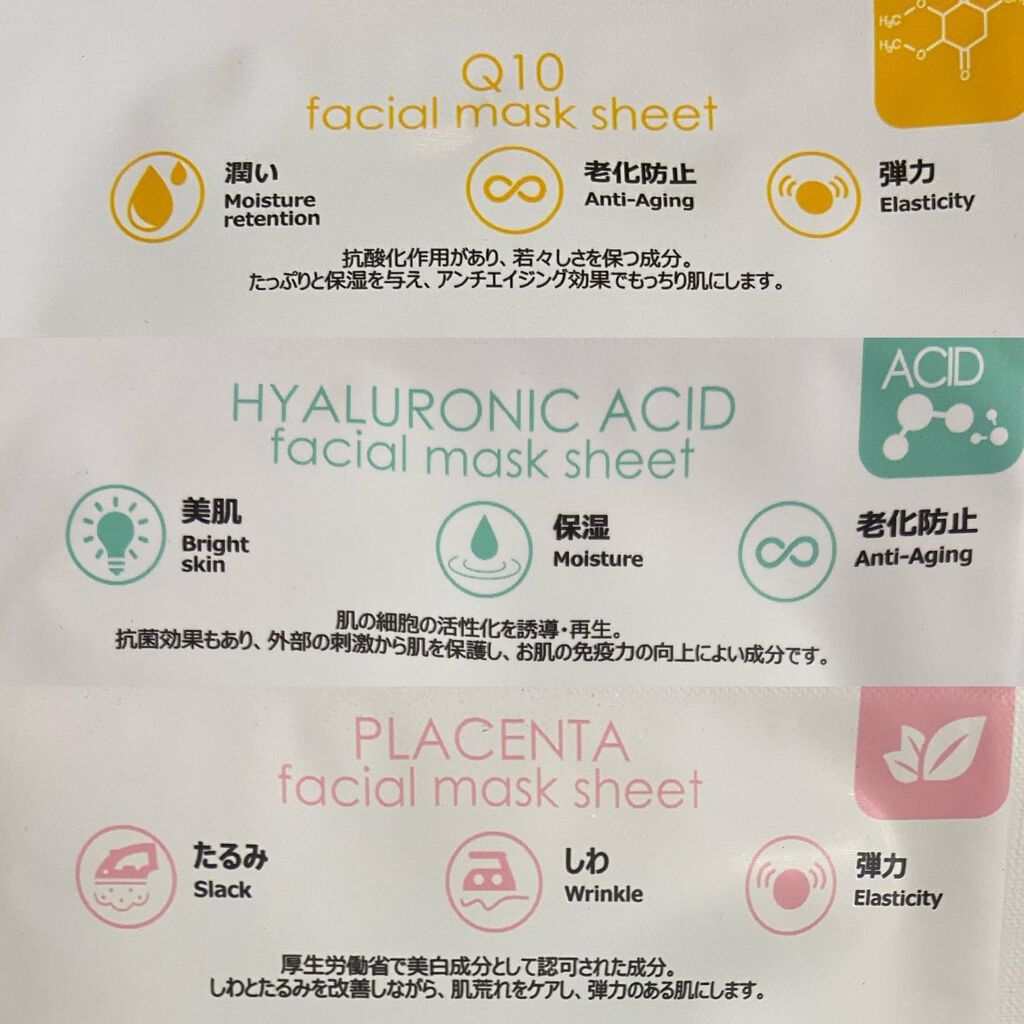 H₃C
H₃C
O
O
O
Q10
facial mask sheet
潤い
Moisture
retention
老化防止
Anti-Aging
弾力
Elasticity
抗酸化作用があり、若々しさを保つ成分。
たっぷりと保湿を与え、アンチエイジング効果でもっちり肌にします。
ACID
HYALURONIC ACID
facial mask sheet
美肌
Bright
skin
保湿
Moisture
老化防止
Anti-Aging
肌の細胞の活性化を誘導・再生。
抗菌効果もあり、外部の刺激から肌を保護し、お肌の免疫力の向上によい成分です。
PLACENTA
facial mask sheet
たるみ
Slack
しわ
Wrinkle
弾力
Elasticity
厚生労働省で美白成分として認可された成分。
しわとたるみを改善しながら、肌荒れをケアし、弾力のある肌にします。